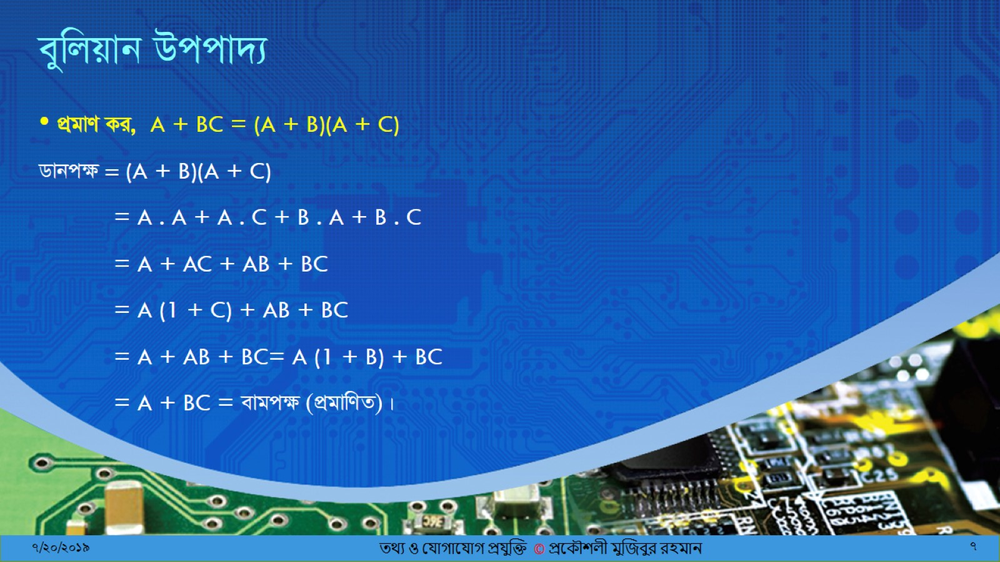 বুলিয়ান উপপাদ্য
• প্রমাণ কর, A + BC = (A + B)(A + C)
ডানপক্ষ = (A + B)(A + C)
= A . A + A . C + B . A + B . C
= A + AC + AB + BC
= A (1 + C) + AB + BC
= A + AB + BC= A (1 + B) + BC
= A + BC = বামপক্ষ (প্রমাণিত) ।
C25
৭/২০/২০১৯ তথ্য ও যোগাযোগ প্রযুক্তি © প্রকৌশলী মুজিবুর রহমান ৭